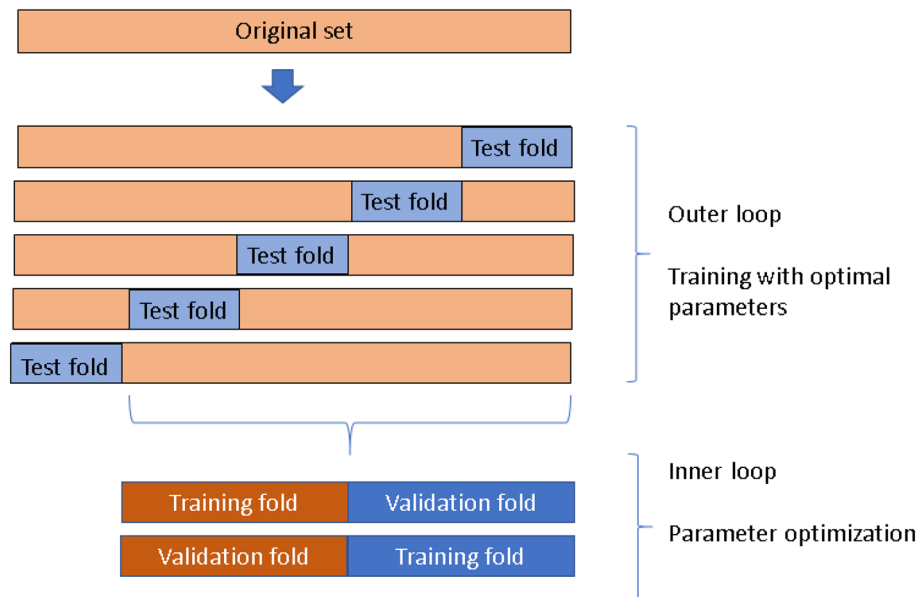 Original set
Test fold
Test fold
Test fold
Test fold
Test fold
Outer loop
Training with optimal
parameters
Training fold Validation fold
Validation fold Training fold
Inner loop
Parameter optimization